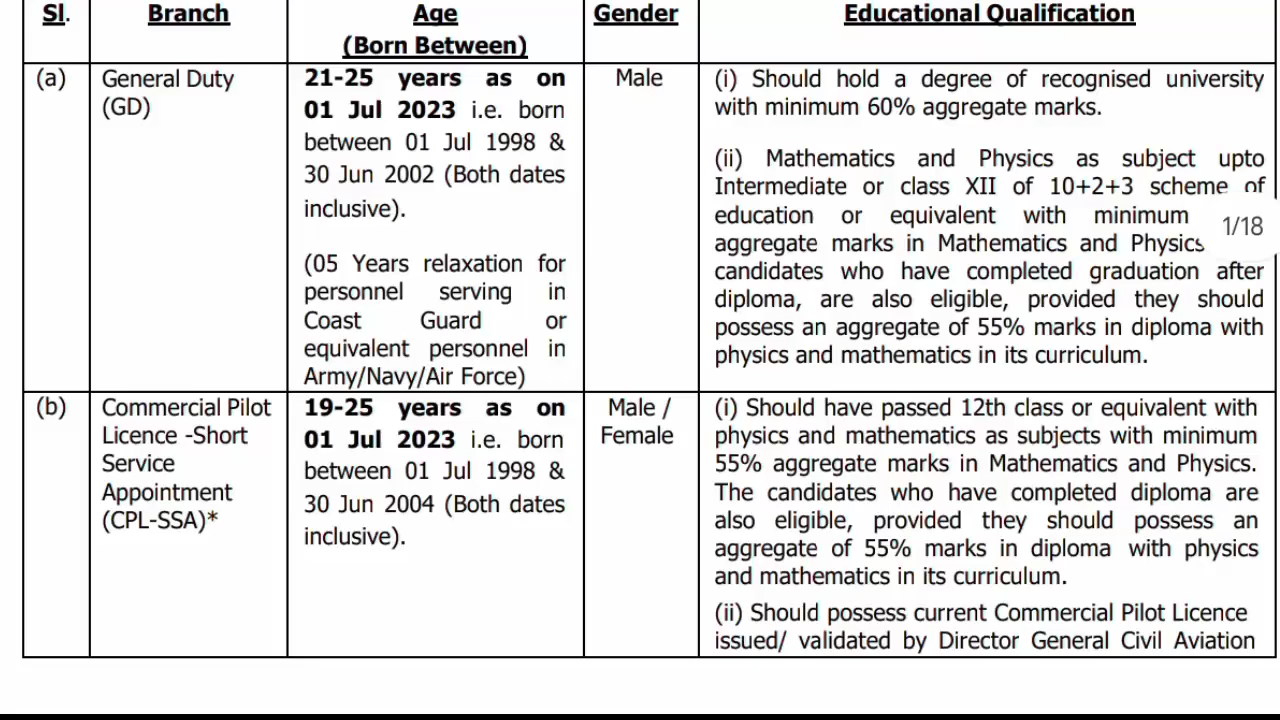 Sl. Branch Age Gender Educational Qualification
(Born Between)
(a) General Duty
(GD)
21-25 years as on
01 Jul 2023 i.e. born
between 01 Jul 1998 &
30 Jun 2002 (Both dates
inclusive).
(05 Years relaxation for
personnel serving in
Coast Guard or
equivalent personnel in
Army/Navy/Air Force)
Male
(i) Should hold a degree of recognised university
with minimum 60% aggregate marks.
(ii) Mathematics and Physics as subject upto
Intermediate or class XII of 10+2+3 scheme of
education or equivalent with minimum
aggregate marks in Mathematics and Physics
candidates who have completed graduation after
diploma, are also eligible, provided they should
possess an aggregate of 55% marks in diploma with
physics and mathematics in its curriculum.
1/18
(b) Commercial Pilot
Licence -Short
Service
Appointment
(CPL-SSA)*
19-25 years as on
01 Jul 2023 i.e. born
between 01 Jul 1998 &
30 Jun 2004 (Both dates
inclusive).
Male /
Female
(i) Should have passed 12th class or equivalent with
physics and mathematics as subjects with minimum
55% aggregate marks in Mathematics and Physics.
The candidates who have completed diploma are
also eligible, provided they should possess an
aggregate of 55% marks in diploma with physics
and mathematics in its curriculum.
(ii) Should possess current Commercial Pilot Licence
issued/ validated by Director General Civil Aviation